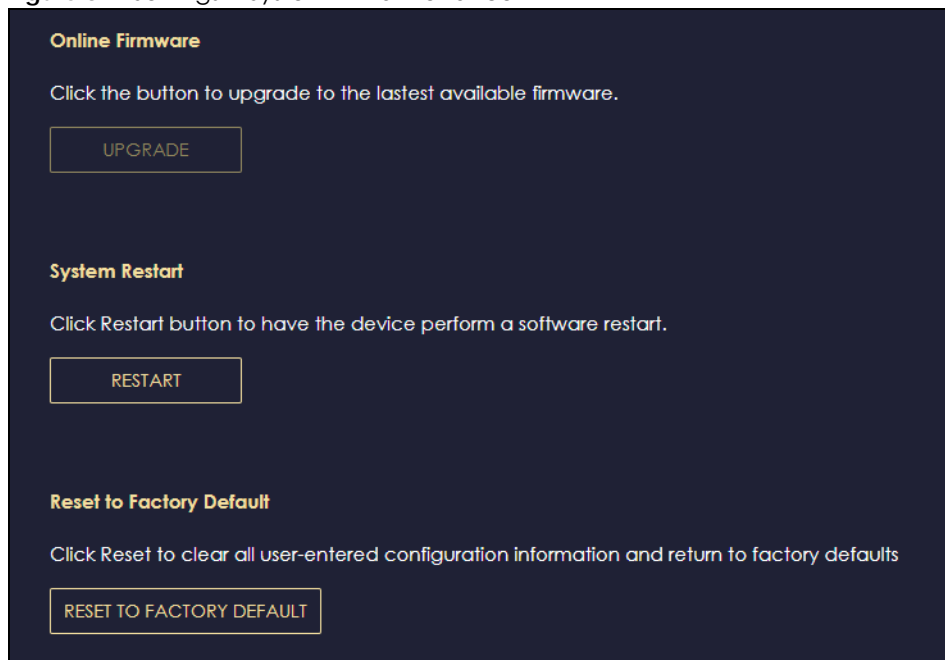 Online Firmware
Click the button to upgrade to the lastest available firmware.
UPGRADE
System Restart
Click Restart button to have the device perform a software restart.
RESTART
Reset to Factory Default
Click Reset to clear all user-entered configuration information and return to factory defaults
RESET TO FACTORY DEFAULT